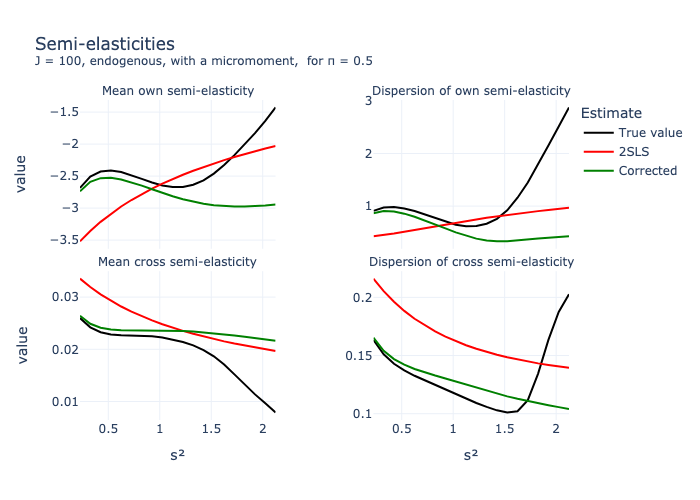 Semi-elasticities
J = 100, endogenous, with a micromoment,  for π = 0.5
Mean own semi-elasticity
Dispersion of own semi-elasticity
−1.5
−2
−2.5
−3
−3.5
value
3
2
1
Estimate
True value
2SLS
Corrected
Mean cross semi-elasticity
Dispersion of cross semi-elasticity
0.03
0.02
0.01
value
0.2
0.15
0.1
0.5
1
1.5
2
0.5
1
1.5
2
s²
s²